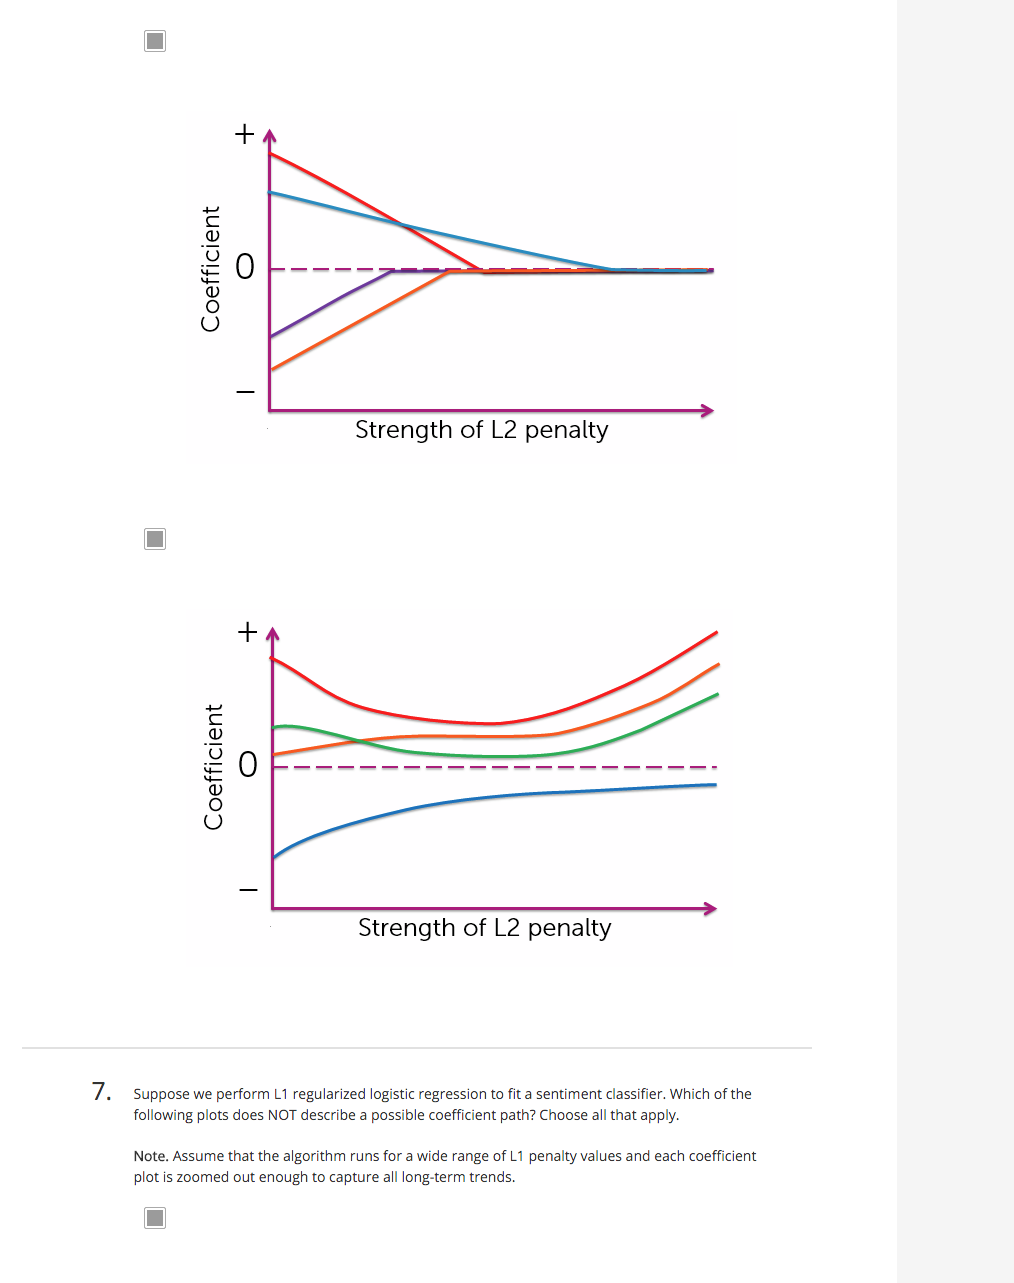 +
Coefficient
0
–
Strength of L2 penalty
+
Coefficient
0
–
Strength of L2 penalty
7.
Suppose we perform L1 regularized logistic regression to fit a sentiment classifier. Which of the
following plots does NOT describe a possible coefficient path? Choose all that apply.
Note. Assume that the algorithm runs for a wide range of L1 penalty values and each coefficient
plot is zoomed out enough to capture all long-term trends.